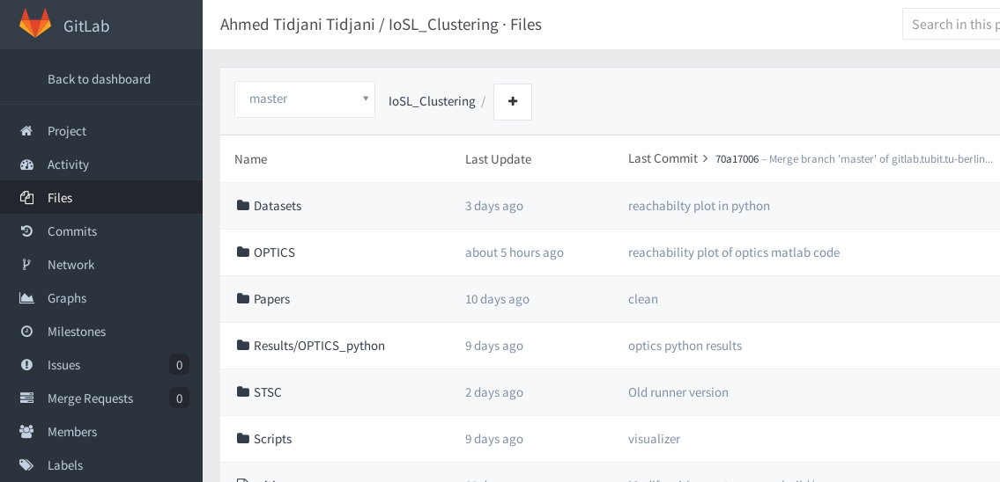 GitLab
Ahmed Tidjani Tidjani / IoSL_Clustering · Files
Search in this p
Back to dashboard
master
IoSL_Clustering /
Project
Activity
Files
Commits
Network
Graphs
Milestones
Issues 0
Merge Requests 0
Members
Labels
Name Last Update Last Commit > 70a17006 – Merge branch 'master' of gitlab.tubit.tu-berlin...
Datasets 3 days ago reachabilty plot in python
OPTICS about 5 hours ago reachability plot of optics matlab code
Papers 10 days ago clean
Results/OPTICS_python 9 days ago optics python results
STSC 2 days ago Old runner version
Scripts 9 days ago visualizer